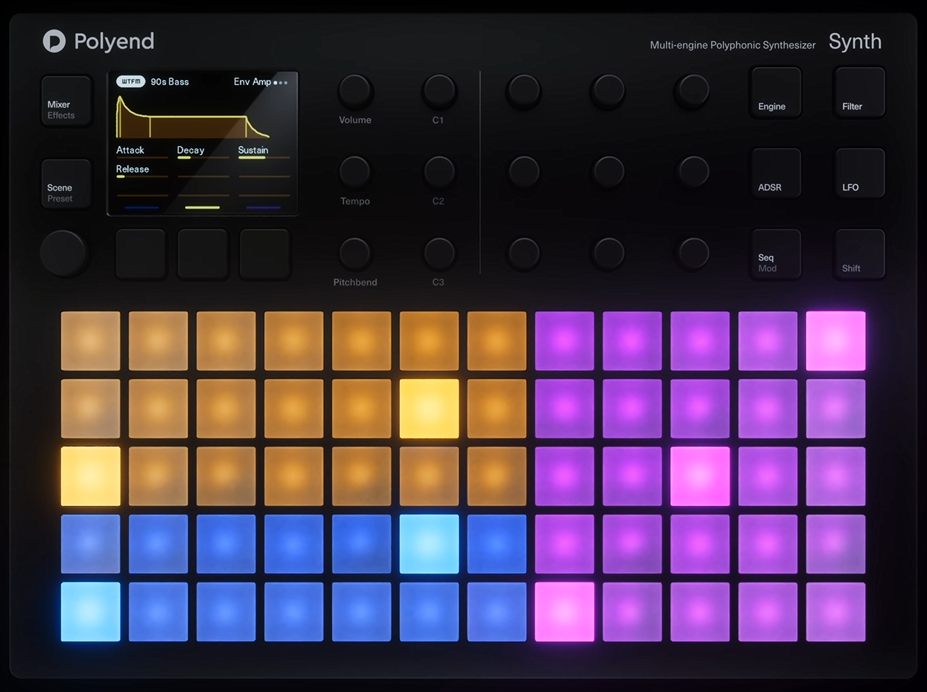 Polyend
Multi-engine Polyphonic Synthesizer Synth
Mixer
Effects
WTFM 90s Bass Env Amp
Attack Decay Sustain
Release
Scene
Preset
Volume C1
Tempo C2
Pitchbend C3
Engine Filter
ADSR LFO
Seq
Mod
Shift